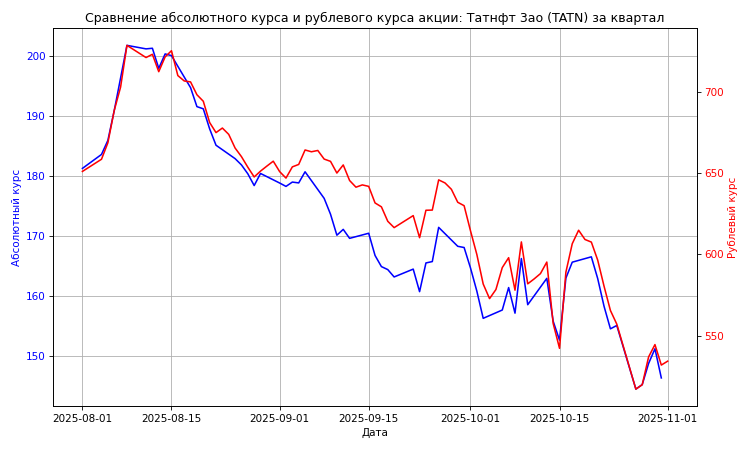 Сравнение абсолютного курса и рублевого курса акции: Татнфт 3ао (TATN) за квартал
200
190
180
170
160
150
700
650
600
550
Абсолютный курс
Рублевый курс
2025-08-01 2025-08-15 2025-09-01 2025-09-15 2025-10-01 2025-10-15 2025-11-01
Дата